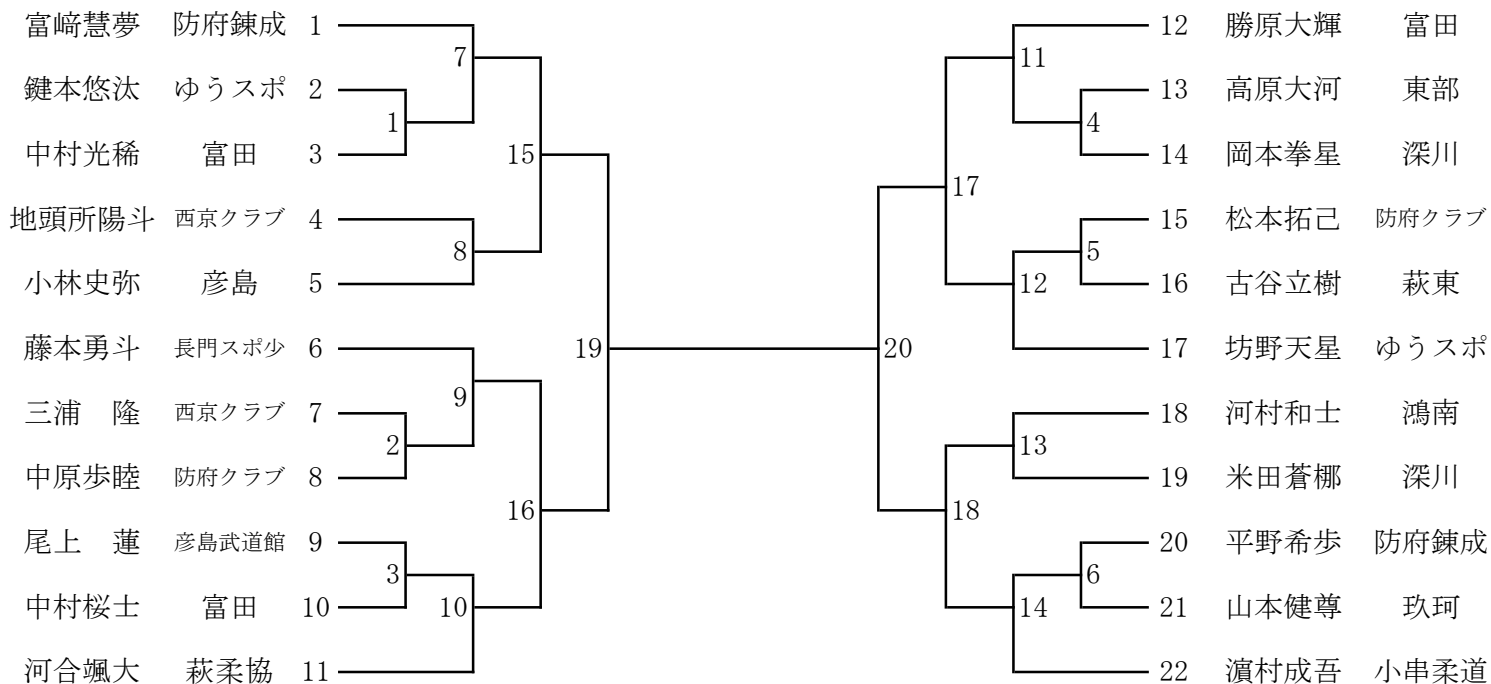 富﨑慧夢 防府錬成 1
鍵本悠汰 ゆうスポ 2
中村光稀 富田 3
地頭所陽斗 西京クラブ 4
小林史弥 彦島 5
藤本勇斗 長門スポ少 6
三浦　隆 西京クラブ 7
中原歩睦 防府クラブ 8
尾上　蓮 彦島武道館 9
中村桜士 富田 10
河合颯大 萩柔協 11
7
1
15
8
19
9
2
16
3
10
12 勝原大輝 富田
13 高原大河 東部
14 岡本拳星 深川
15 松本拓己 防府クラブ
16 古谷立樹 萩東
17 坊野天星 ゆうスポ
18 河村和士 鴻南
19 米田蒼梛 深川
20 平野希歩 防府錬成
21 山本健尊 玖珂
22 濵村成吾 小串柔道
11
4
17
5
12
20
13
18
6
14